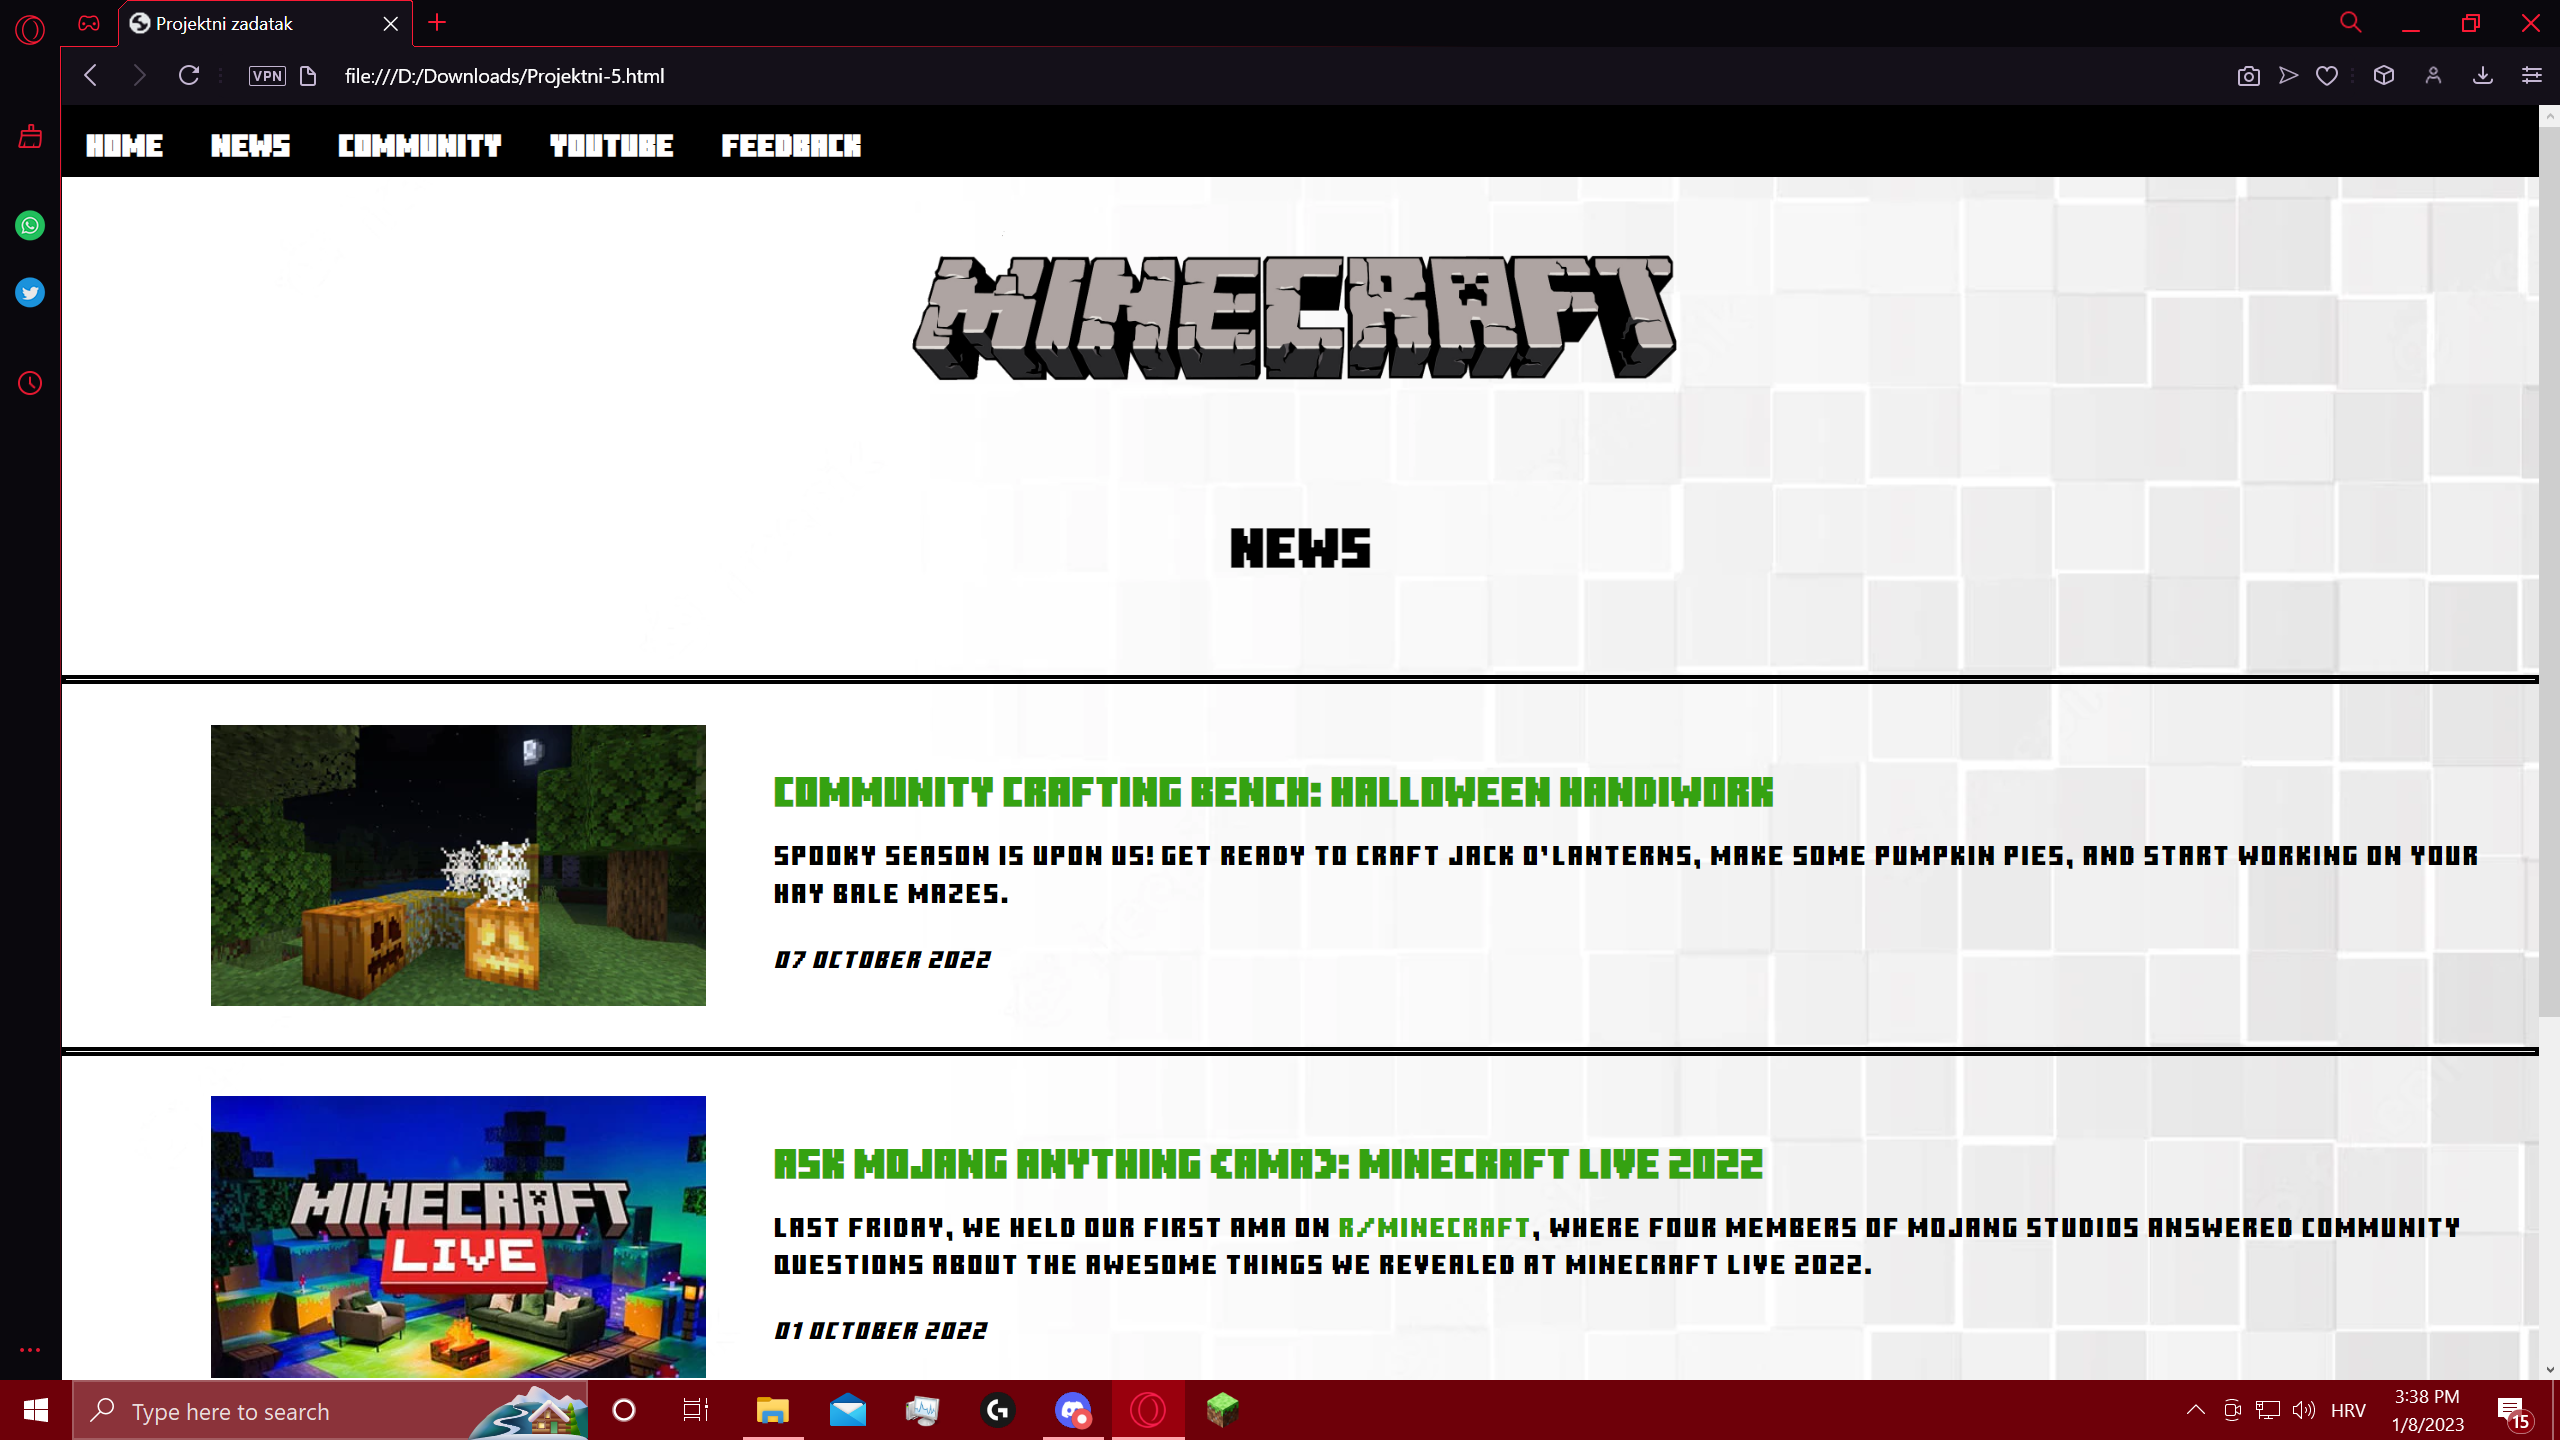 Projektni zadatak
VPN
file:///D:/Downloads/Projektni-5.html
HOME NEWS COMMUNITY YOUTUBE FEEDBACK
MINECRAFT
NEWS
COMMUNITY CRAFTING BENCH: HALLOWEEN HANDIWORK
SPOOKY SEASON IS UPON US! GET READY TO CRAFT JACK O'LANTERNS, MAKE SOME PUMPKIN PIES, AND START WORKING ON YOUR
HAY BALE MAZES.
07 OCTOBER 2022
MINECRAFT
LIVE
ASK MOJANG ANYTHING (AMA): MINECRAFT LIVE 2022
LAST FRIDAY, WE HELD OUR FIRST AMA ON R/MINECRAFT, WHERE FOUR MEMBERS OF MOJANG STUDIOS ANSWERED COMMUNITY
QUESTIONS ABOUT THE AWESOME THINGS WE REVEALED AT MINECRAFT LIVE 2022.
01 OCTOBER 2022
Type here to search
HRV
3:38 PM
1/8/2023
15